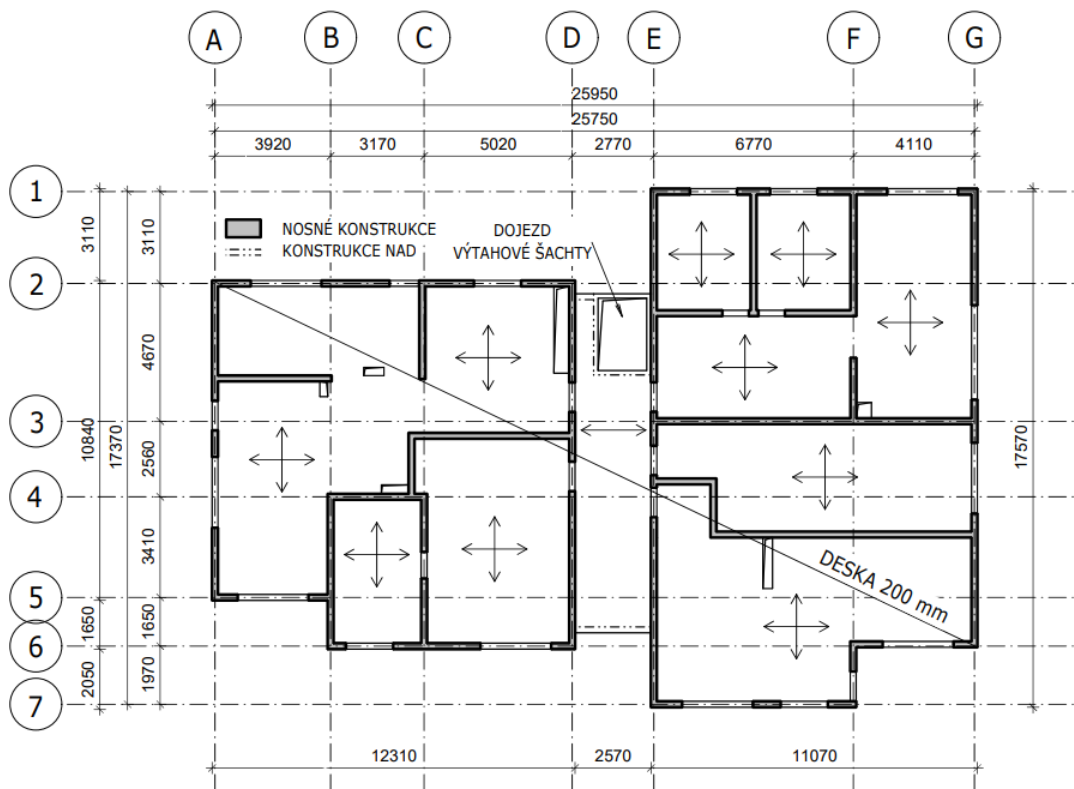 A B C D E F G
25950
25750
3920 3170 5020 2770 6770 4110
1
3110 3110
NOSNÉ KONSTRUKCE
KONSTRUKCE NAD
DOJEZD
VÝTAHOVÉ ŠACHTY
2
4670
3
10840 17370 2560 17570
4
3410
DESKA 200 mm
5
1650 1650
6
2050 1970
7
12310 2570 11070